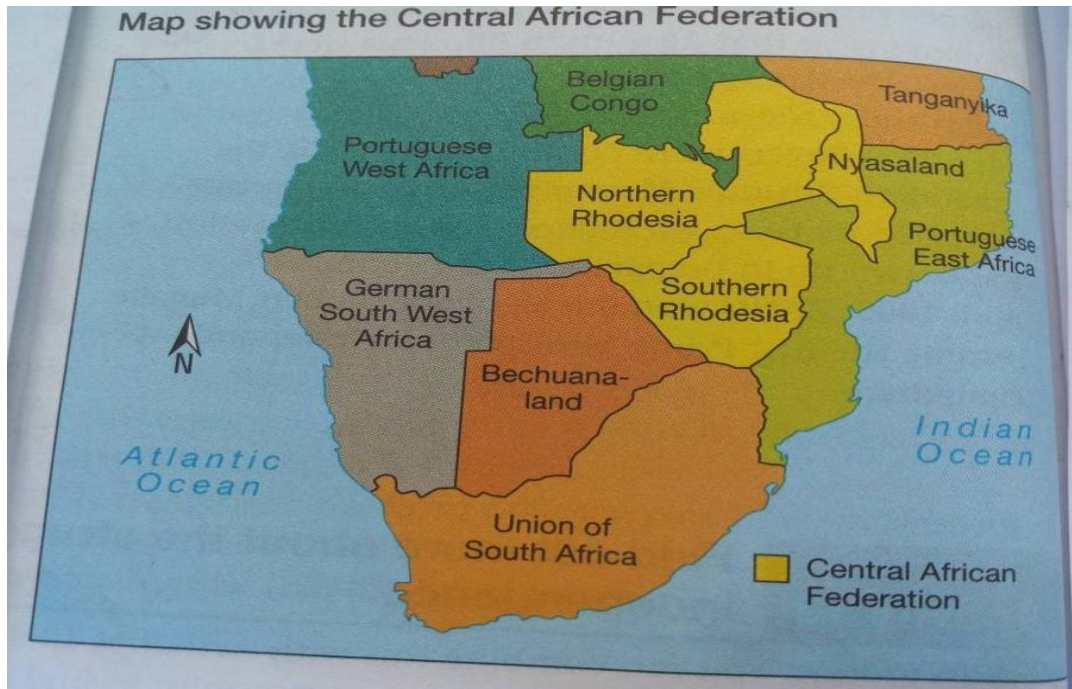 Map showing the Central African Federation
Belgian
Congo
Tanganyika
Portuguese
West Africa
Nyasaland
Northern
Rhodesia
Portuguese
East Africa
German
South West
Africa
Southern
Rhodesia
N
Bechuana-
land
Atlantic
Ocean
Indian
Ocean
Union of
South Africa
Central African
Federation